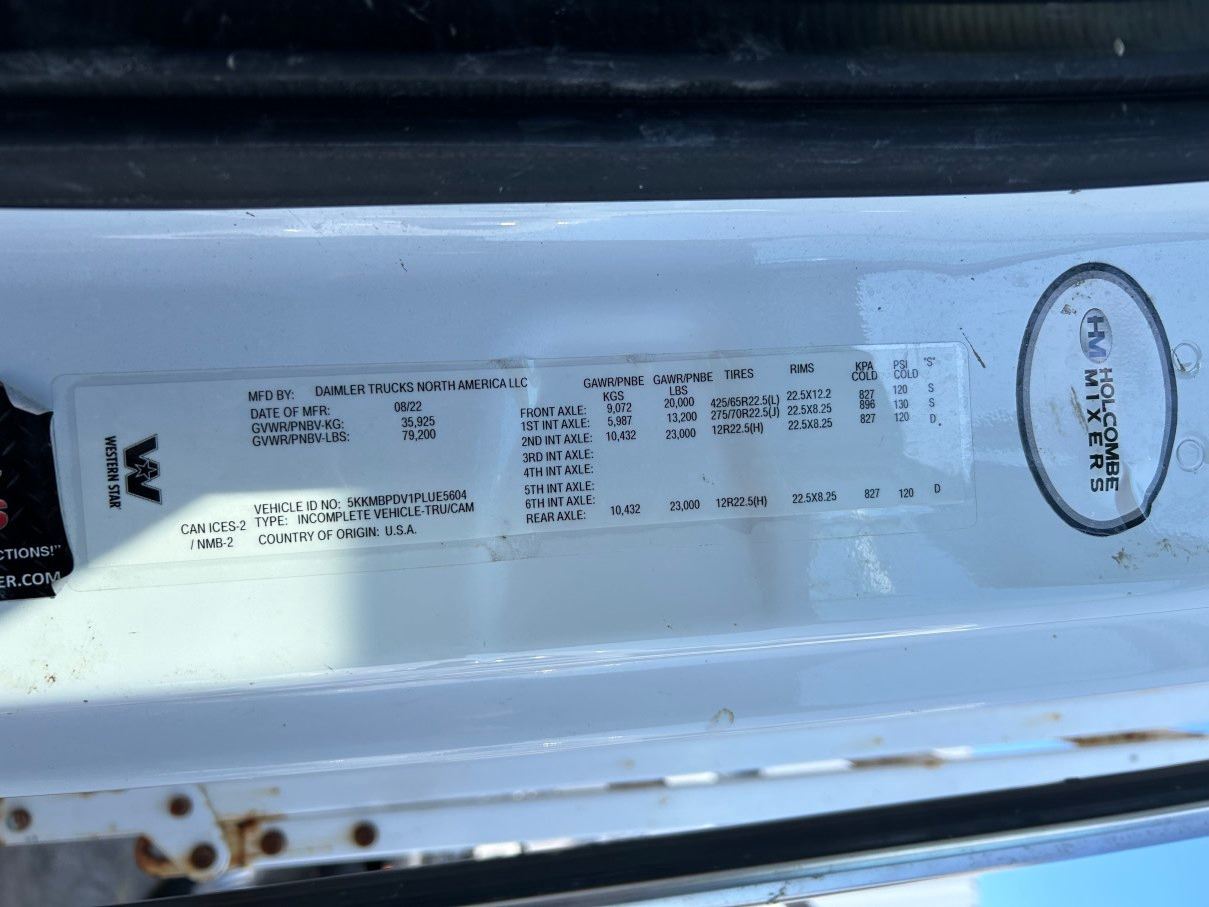 MFD BY: DAIMLER TRUCKS NORTH AMERICA LLC
DATE OF MFR: 08/22
GVWR/PNBV-KG: 35,925
GVWR/PNBV-LBS: 79,200
WESTERN STAR
CAN ICES-2
/ NMB-2
VEHICLE ID NO: 5KKMBPDV1PLUE5604
TYPE: INCOMPLETE VEHICLE-TRU/CAM
COUNTRY OF ORIGIN: U.S.A.
GAWR/PNBE KGS GAWR/PNBE LBS TIRES RIMS KPA COLD PSI COLD "S"
FRONT AXLE: 9,072 20,000 425/65R22.5(L) 22.5X12.2 827 120 S
1ST INT AXLE: 5,987 13,200 275/70R22.5(J) 22.5X8.25 896 130 S
2ND INT AXLE: 10,432 23,000 12R22.5(H) 22.5X8.25 827 120 D
3RD INT AXLE:
4TH INT AXLE:
5TH INT AXLE:
6TH INT AXLE:
REAR AXLE: 10,432 23,000 12R22.5(H) 22.5X8.25 827 120 D
HM HOLCOMBE
MIXERS
CTIONS!"
ER.COM